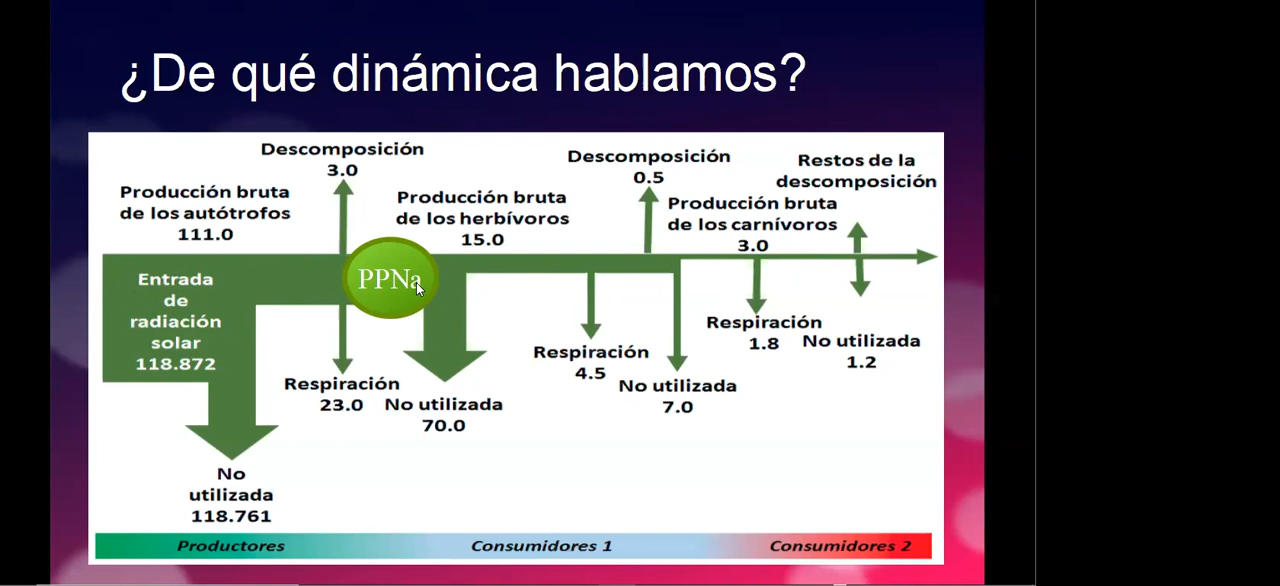 ¿De qué dinámica hablamos?
Descomposición
3.0
Producción bruta
de los autótrofos
111.0
Producción bruta
de los herbívoros
15.0
Descomposición
0.5
Producción bruta
de los carnívoros
3.0
Restos de la
descomposición
Entrada
de
radiación
solar
118.872
PPNa
Respiración
23.0
No utilizada
70.0
Respiración
4.5
No utilizada
7.0
Respiración
1.8
No utilizada
1.2
No
utilizada
118.761
Productores
Consumidores 1
Consumidores 2